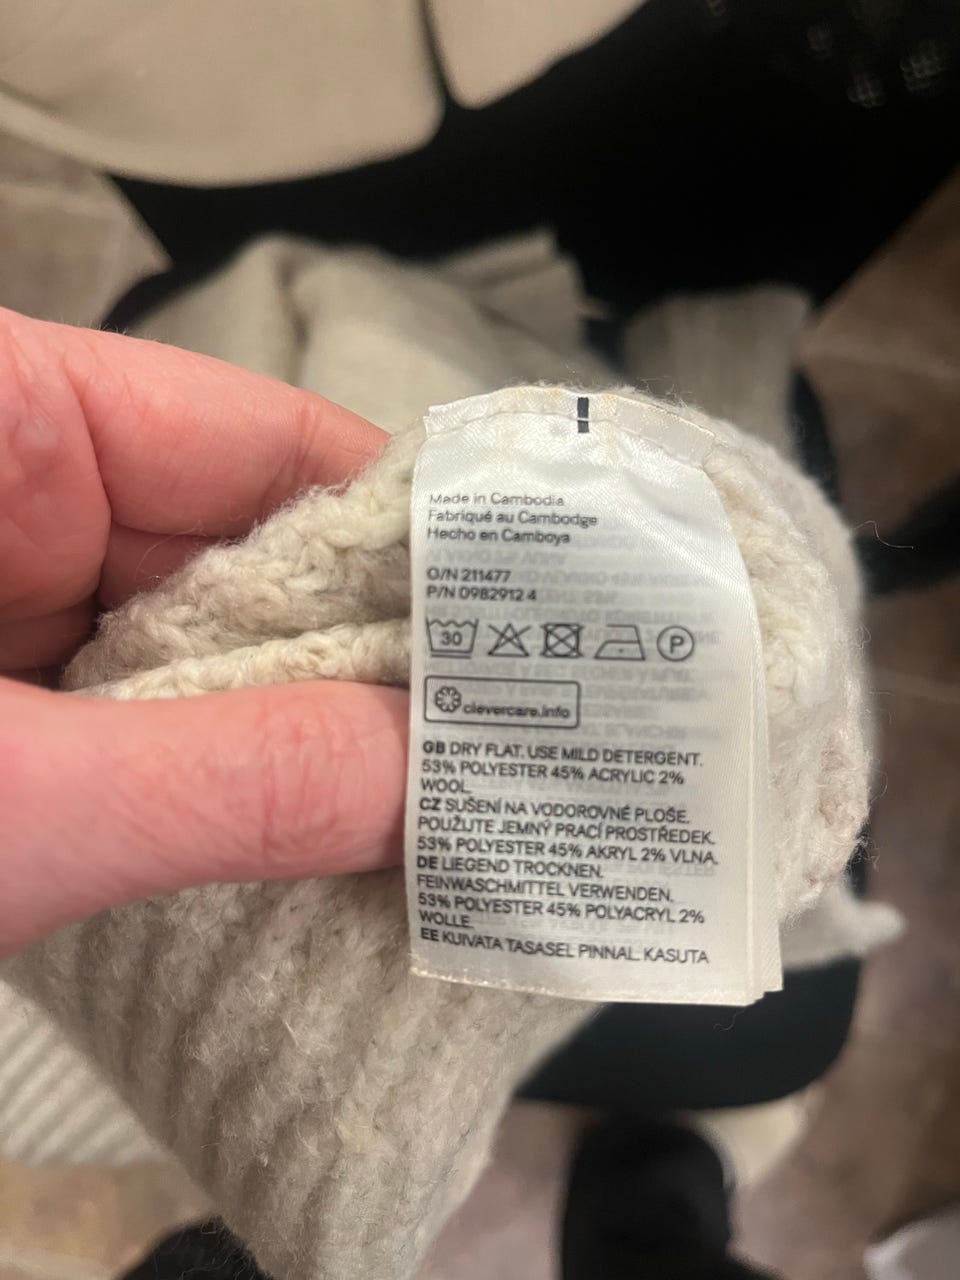 Made in Cambodia
Fabriqué au Cambodge
Hecho en Camboya
O/N 211477
P/N 0982912 4
30
P
clevercare.info
GB DRY FLAT. USE MILD DETERGENT.
53% POLYESTER 45% ACRYLIC 2%
WOOL.
CZ SUŠENÍ NA VODOROVNÉ PLOŠE.
POUŽIJTE JEMNÝ PRACÍ PROSTŘEDEK.
53% POLYESTER 45% AKRYL 2% VLNA.
DE LIEGEND TROCKNEN.
FEINWASCHMITTEL VERWENDEN.
53% POLYESTER 45% POLYACRYL 2%
WOLLE.
EE KUIVATA TASASEL PINNAL. KASUTA